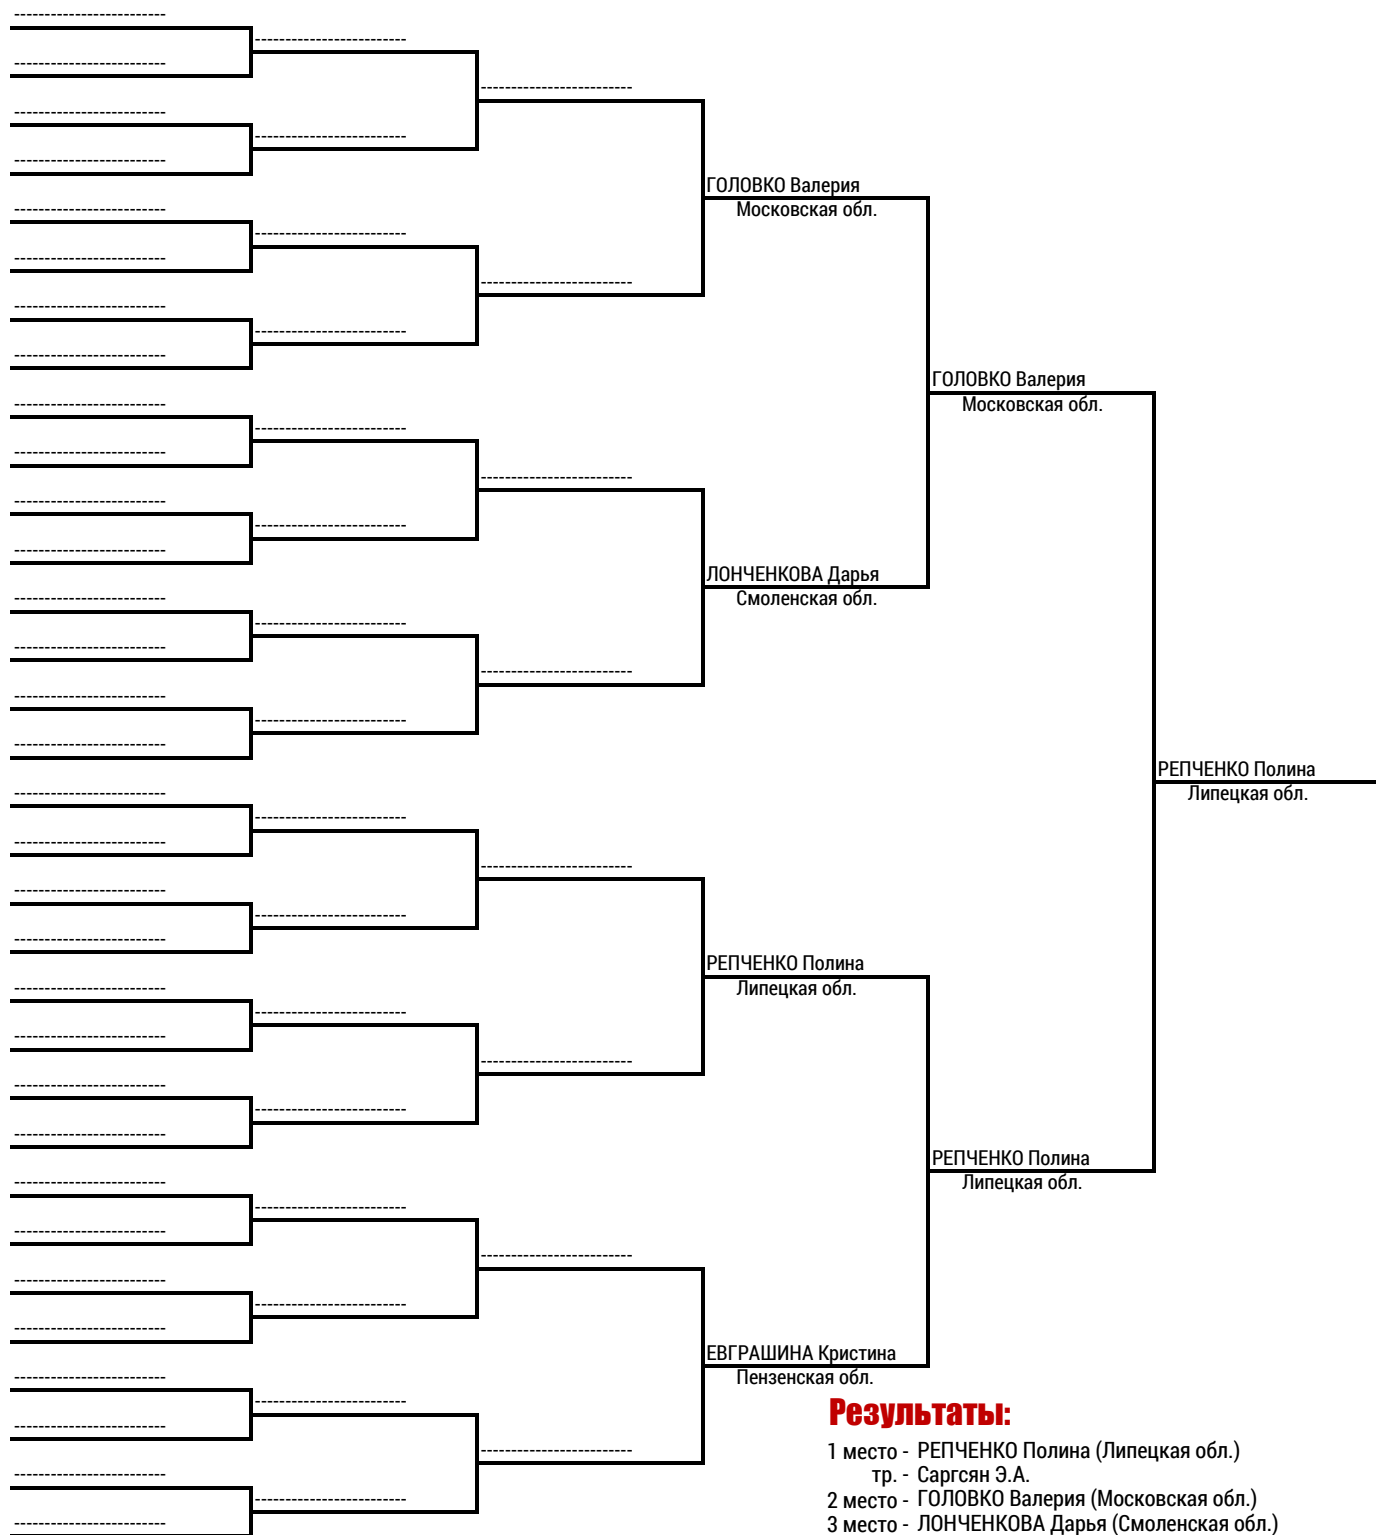 ГОЛОВКО Валерия
Московская обл.
ГОЛОВКО Валерия
Московская обл.
ЛОНЧЕНКОВА Дарья
Смоленская обл.
РЕПЧЕНКО Полина
Липецкая обл.
РЕПЧЕНКО Полина
Липецкая обл.
РЕПЧЕНКО Полина
Липецкая обл.
ЕВГРАШИНА Кристина
Пензенская обл.
Результаты:
1 место - РЕПЧЕНКО Полина (Липецкая обл.)
тр. - Саргсян Э.А.
2 место - ГОЛОВКО Валерия (Московская обл.)
3 место - ЛОНЧЕНКОВА Дарья (Смоленская обл.)